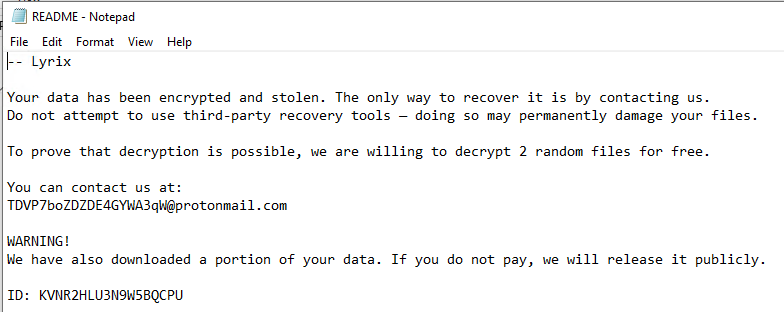 README - Notepad
File Edit Format View Help
-- Lyrix
Your data has been encrypted and stolen. The only way to recover it is by contacting us.
Do not attempt to use third-party recovery tools — doing so may permanently damage your files.
To prove that decryption is possible, we are willing to decrypt 2 random files for free.
You can contact us at:
TDVP7boZDZDE4GYWA3qW@protonmail.com
WARNING!
We have also downloaded a portion of your data. If you do not pay, we will release it publicly.
ID: KVNR2HLU3N9W5BQCPU